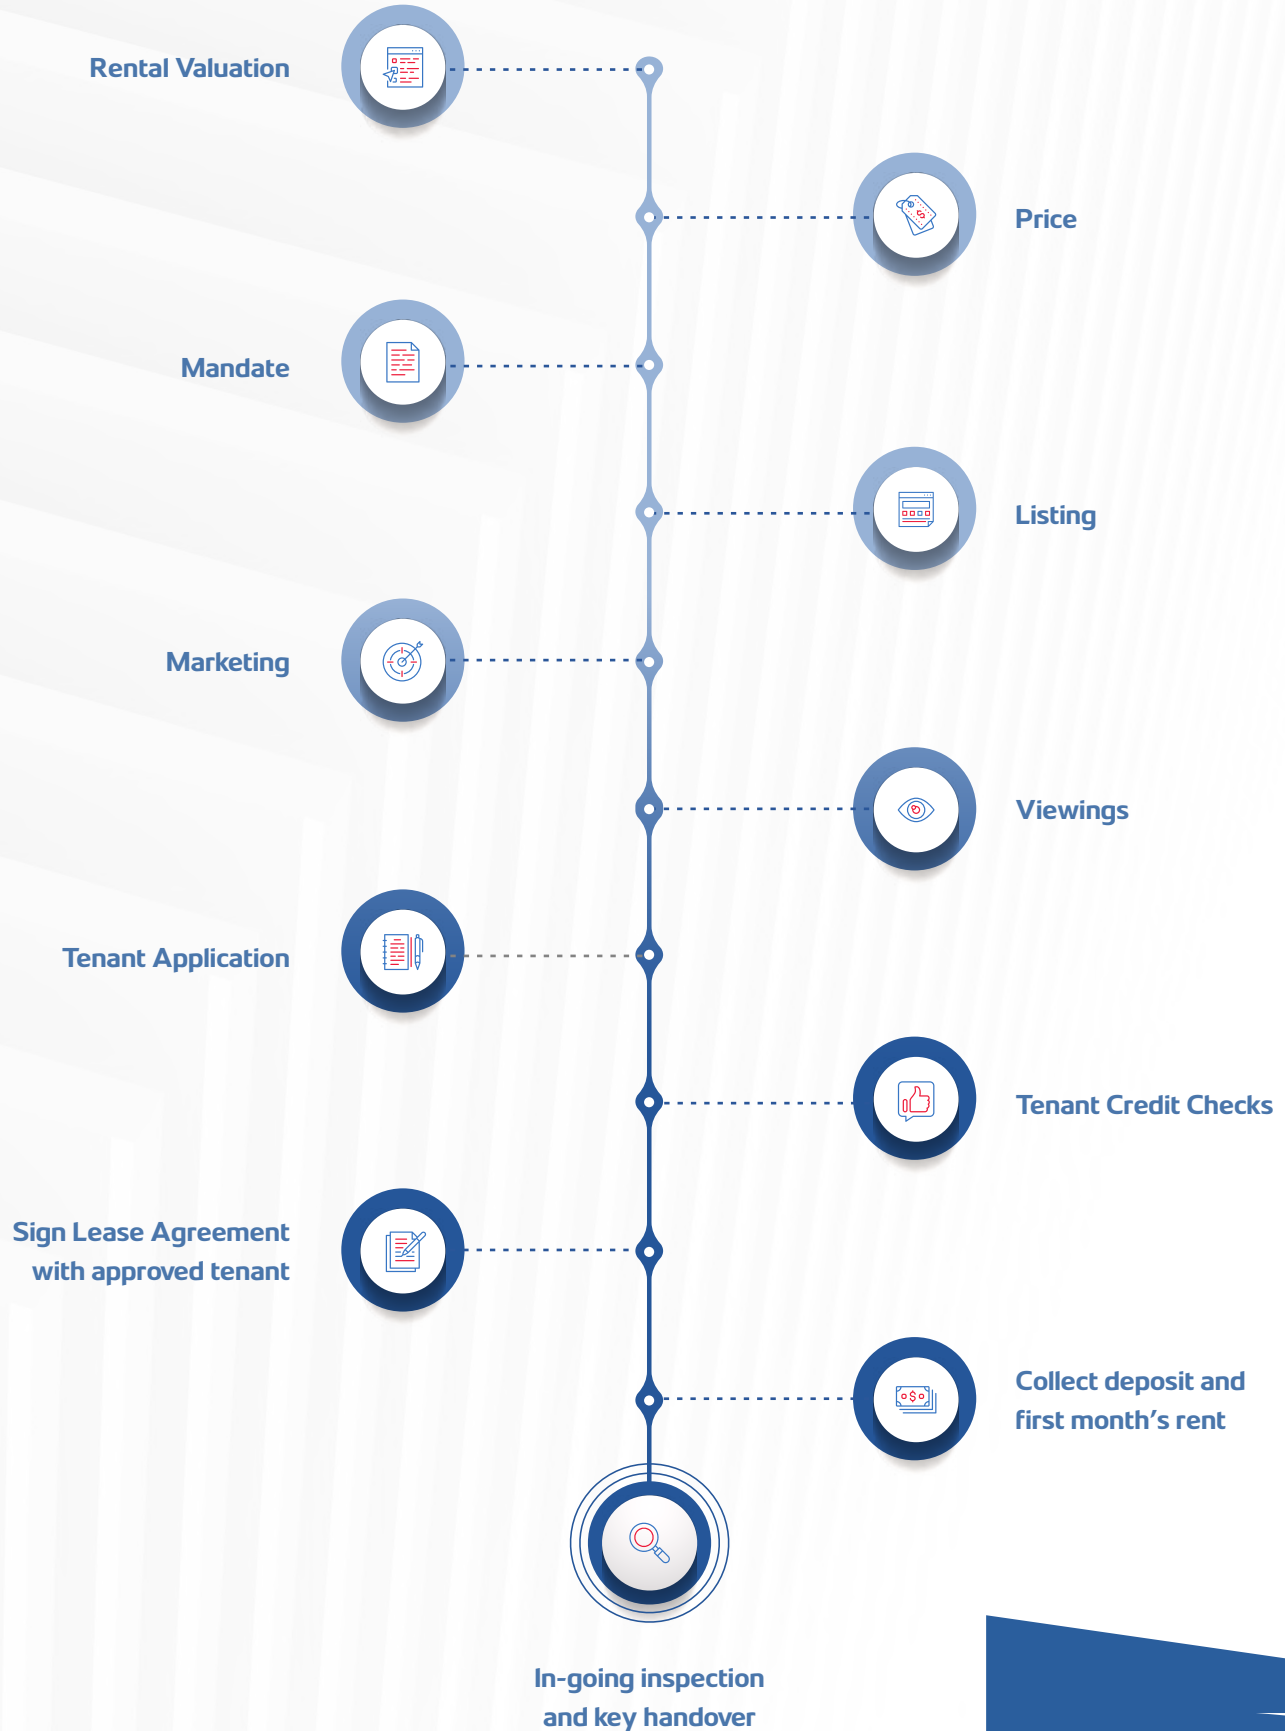 Rental Valuation
Price
Mandate
Listing
Marketing
Viewings
Tenant Application
Tenant Credit Checks
Sign Lease Agreement
with approved tenant
Collect deposit and
first month's rent
In-going inspection
and key handover